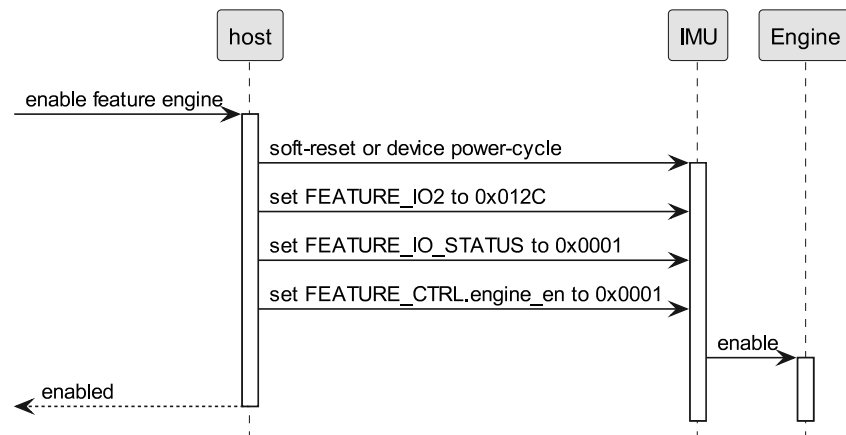 host
IMU
Engine
enable feature engine
soft-reset or device power-cycle
set FEATURE_IO2 to 0x012C
set FEATURE_IO_STATUS to 0x0001
set FEATURE_CTRL.engine_en to 0x0001
enable
enabled